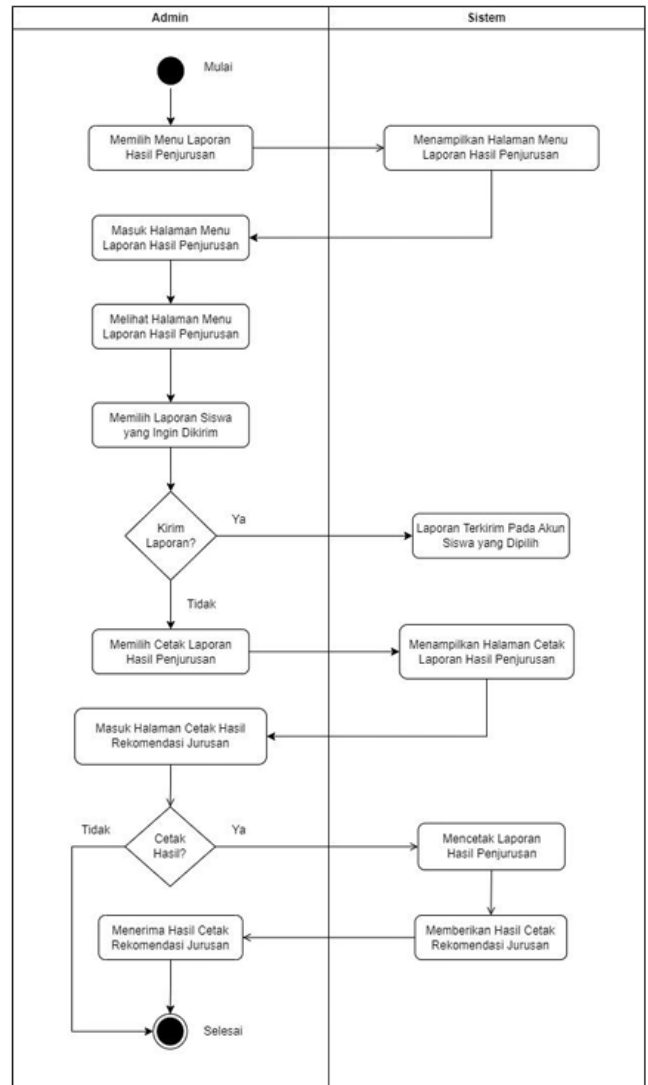 Admin
Sistem
Mulai
Memilih Menu Laporan
Hasil Penjurusan
Menampilkan Halaman Menu
Laporan Hasil Penjurusan
Masuk Halaman Menu
Laporan Hasil Penjurusan
Melihat Halaman Menu
Laporan Hasil Penjurusan
Memilih Laporan Siswa
yang Ingin Dikirim
Kirim
Laporan?
Ya
Laporan Terkirim Pada Akun
Siswa yang Dipilih
Tidak
Memilih Cetak Laporan
Hasil Penjurusan
Menampilkan Halaman Cetak
Laporan Hasil Penjurusan
Masuk Halaman Cetak Hasil
Rekomendasi Jurusan
Tidak
Cetak
Hasil?
Ya
Mencetak Laporan
Hasil Penjurusan
Menerima Hasil Cetak
Rekomendasi Jurusan
Memberikan Hasil Cetak
Rekomendasi Jurusan
Selesai